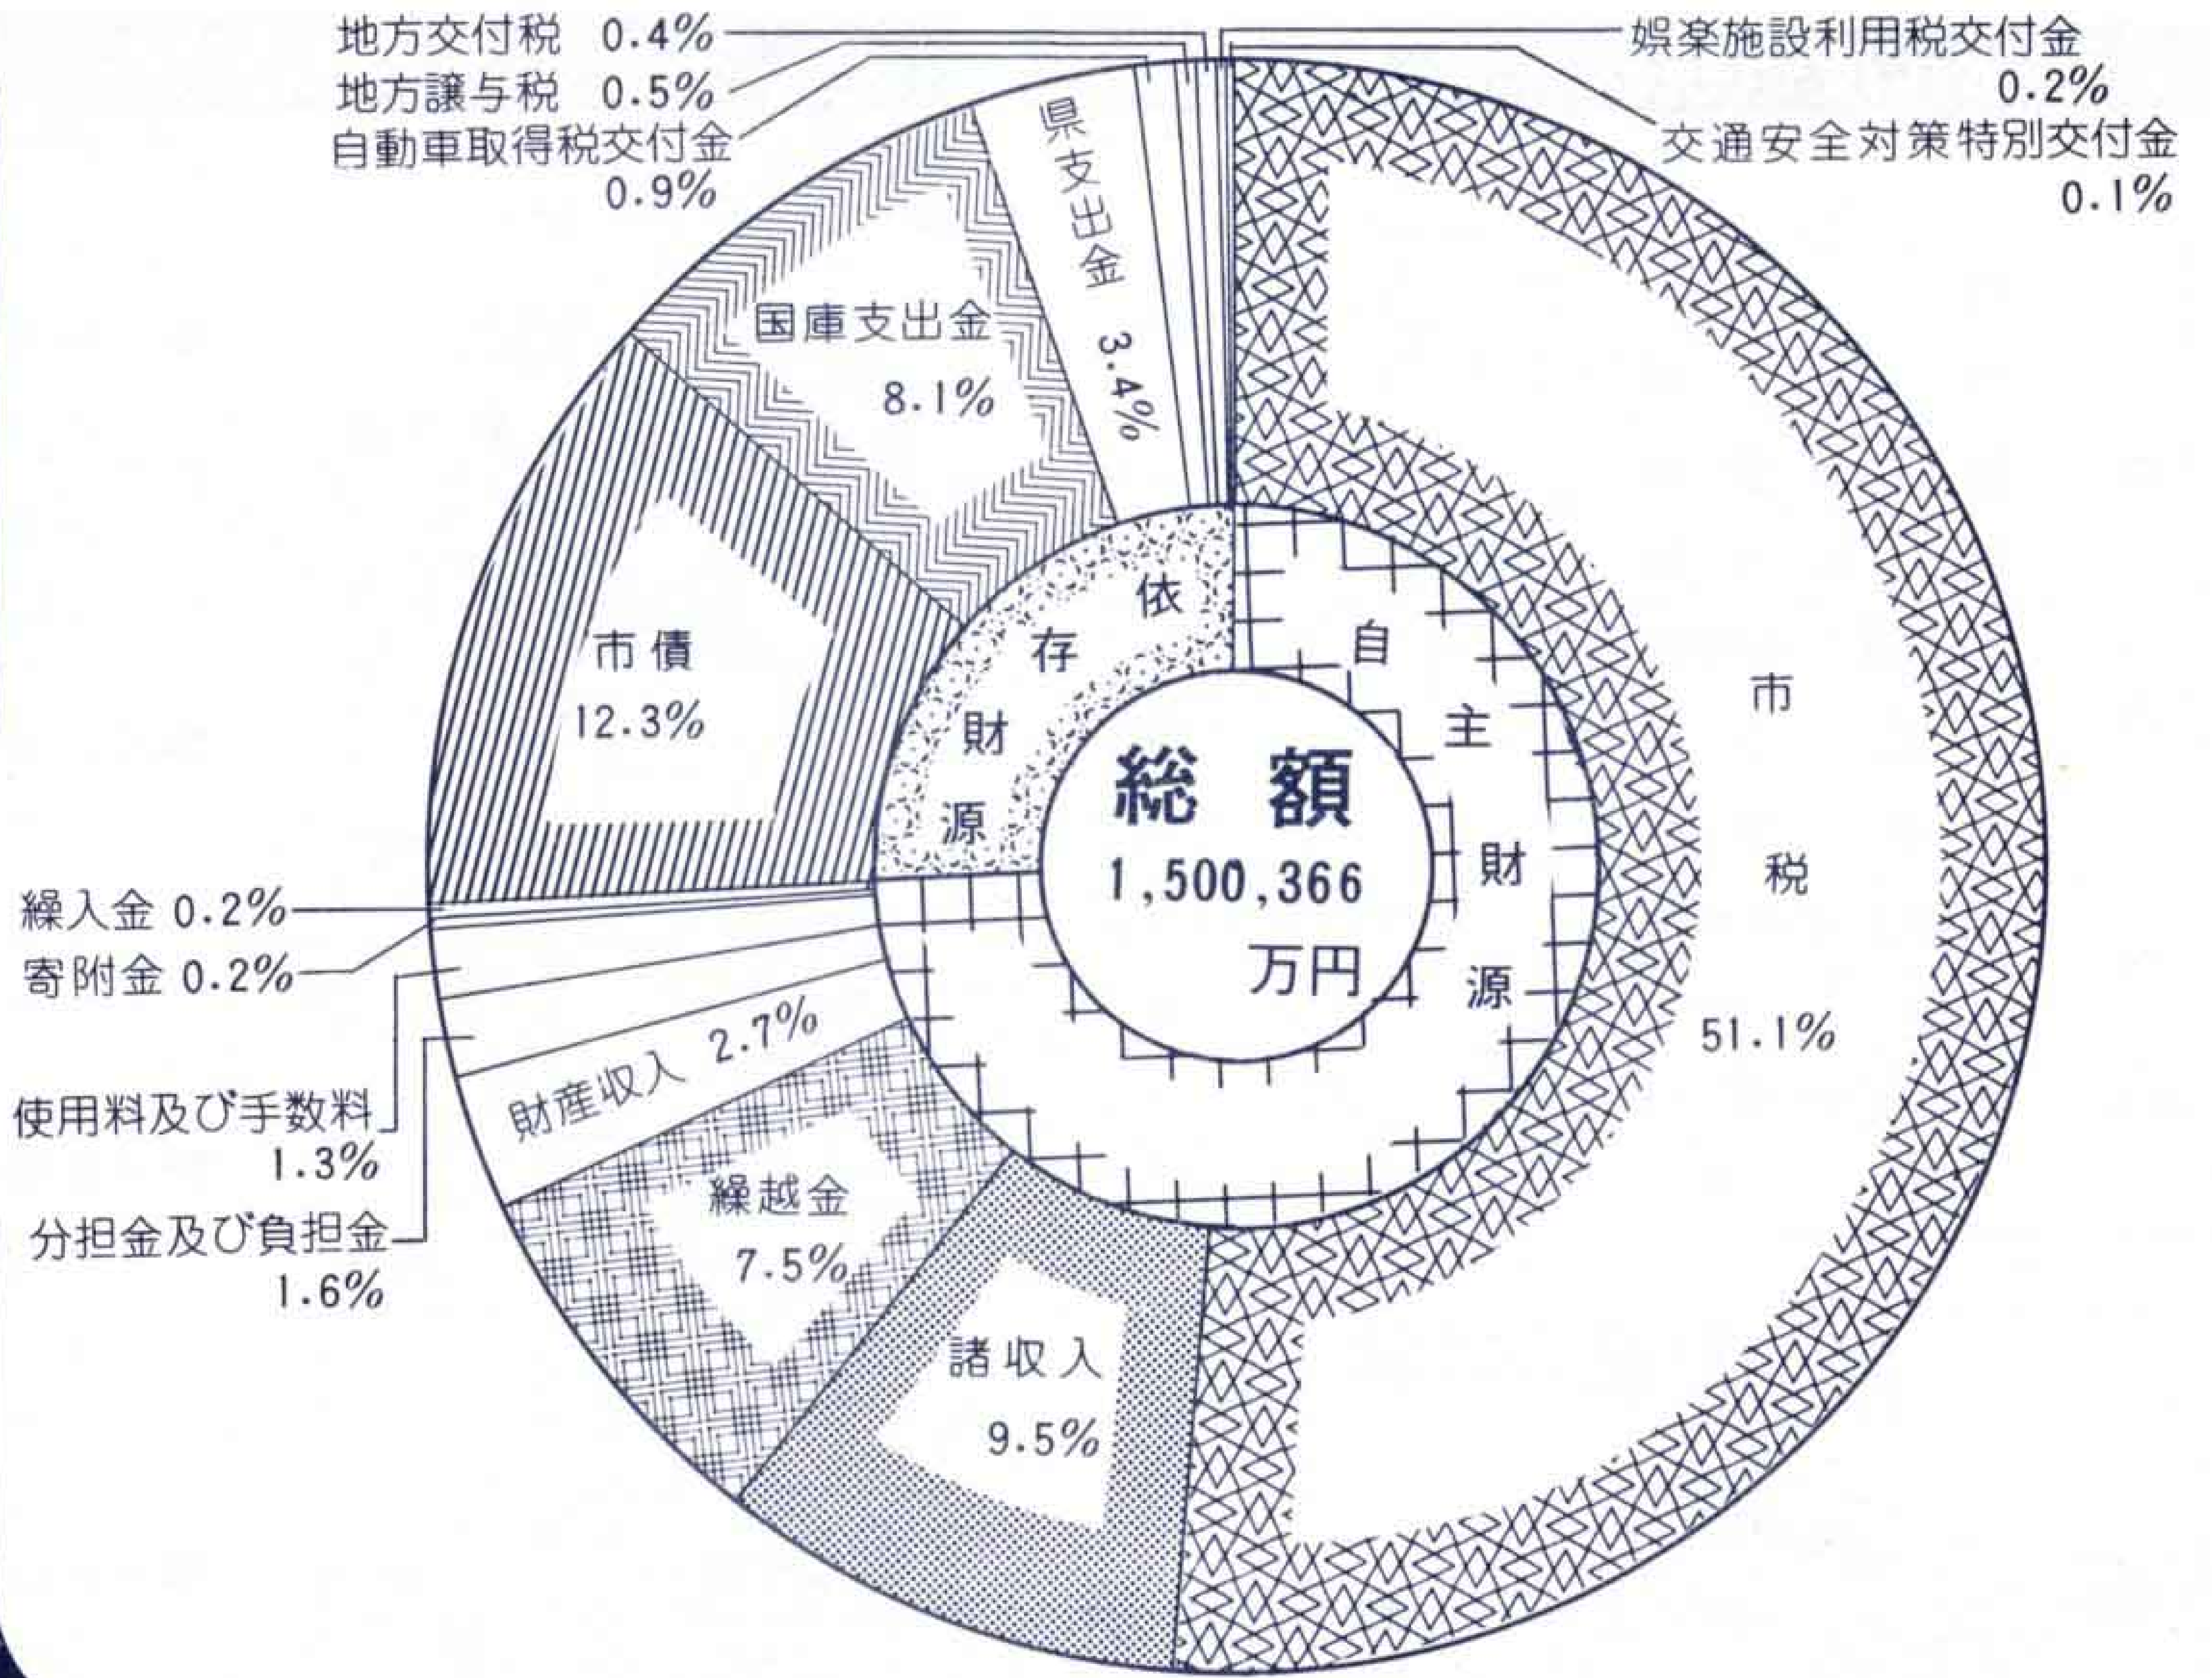 地方交付税 0.4%
地方譲与税 0.5%
自動車取得税交付金
0.9%
娯楽施設利用税交付金
0.2%
交通安全対策特別交付金
0.1%
県支出金 3.4%
国庫支出金
8.1%
市債
12.3%
繰入金 0.2%
寄附金 0.2%
使用料及び手数料
1.3%
分担金及び負担金
1.6%
財産収入 2.7%
繰越金
7.5%
諸収入
9.5%
市税
51.1%
依存財源
自主財源
総額
1,500,366
万円